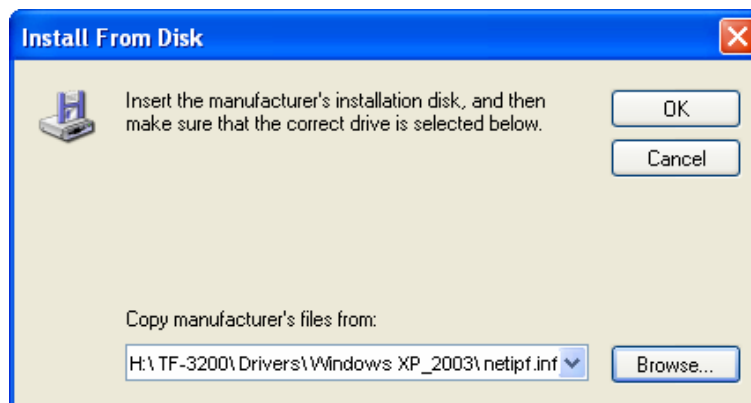 Install From Disk
Insert the manufacturer's installation disk, and then
make sure that the correct drive is selected below.
OK
Cancel
Copy manufacturer's files from:
H:\TF-3200\Drivers\Windows XP_2003\netipf.inf
Browse...